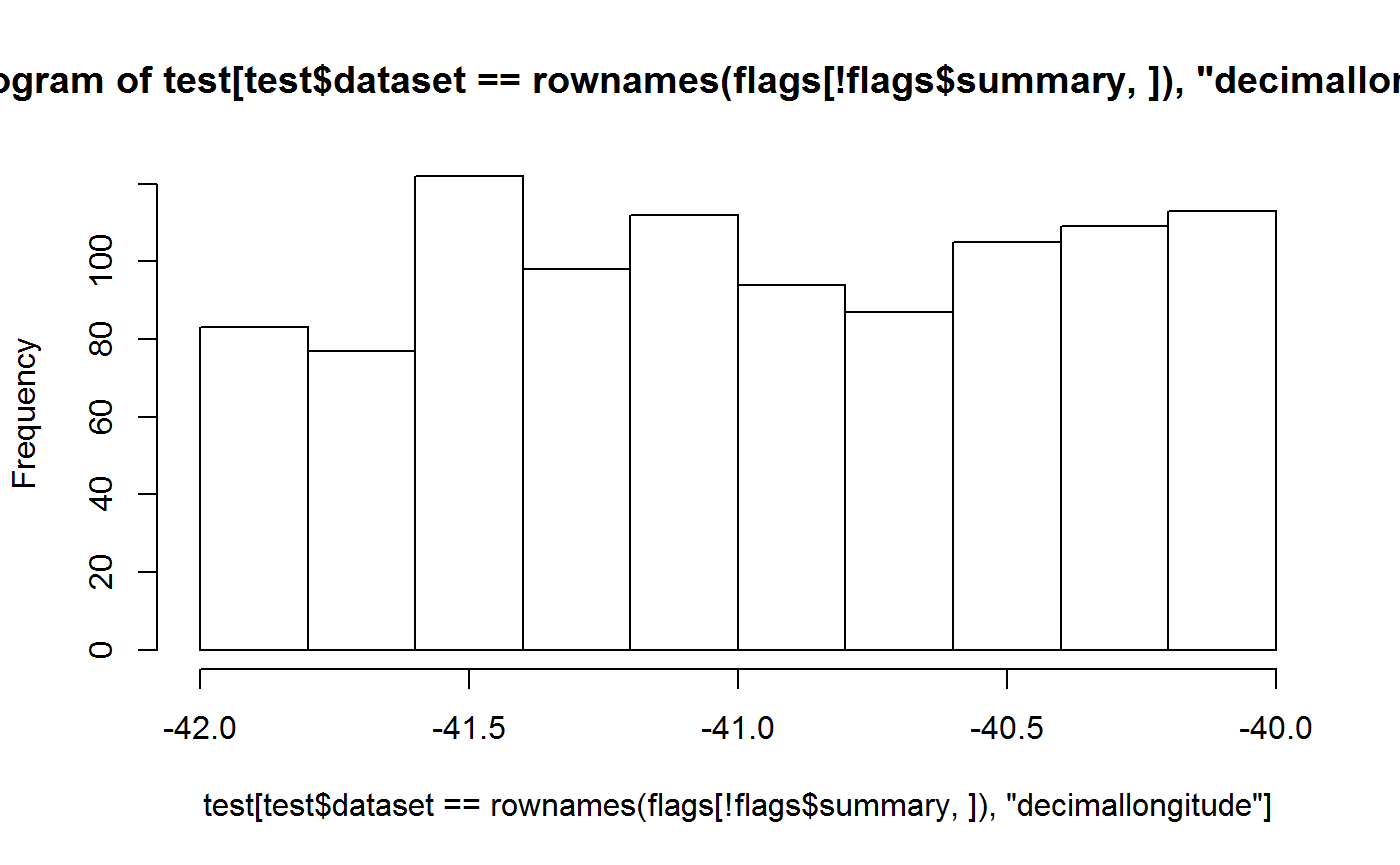 ogram of test[test$dataset == rownames(flags[!flags$summary, ]), "decimallon
Frequency
100
80
60
40
20
0
-42.0 -41.5 -41.0 -40.5 -40.0
test[test$dataset == rownames(flags[!flags$summary, ]), "decimallongitude"]